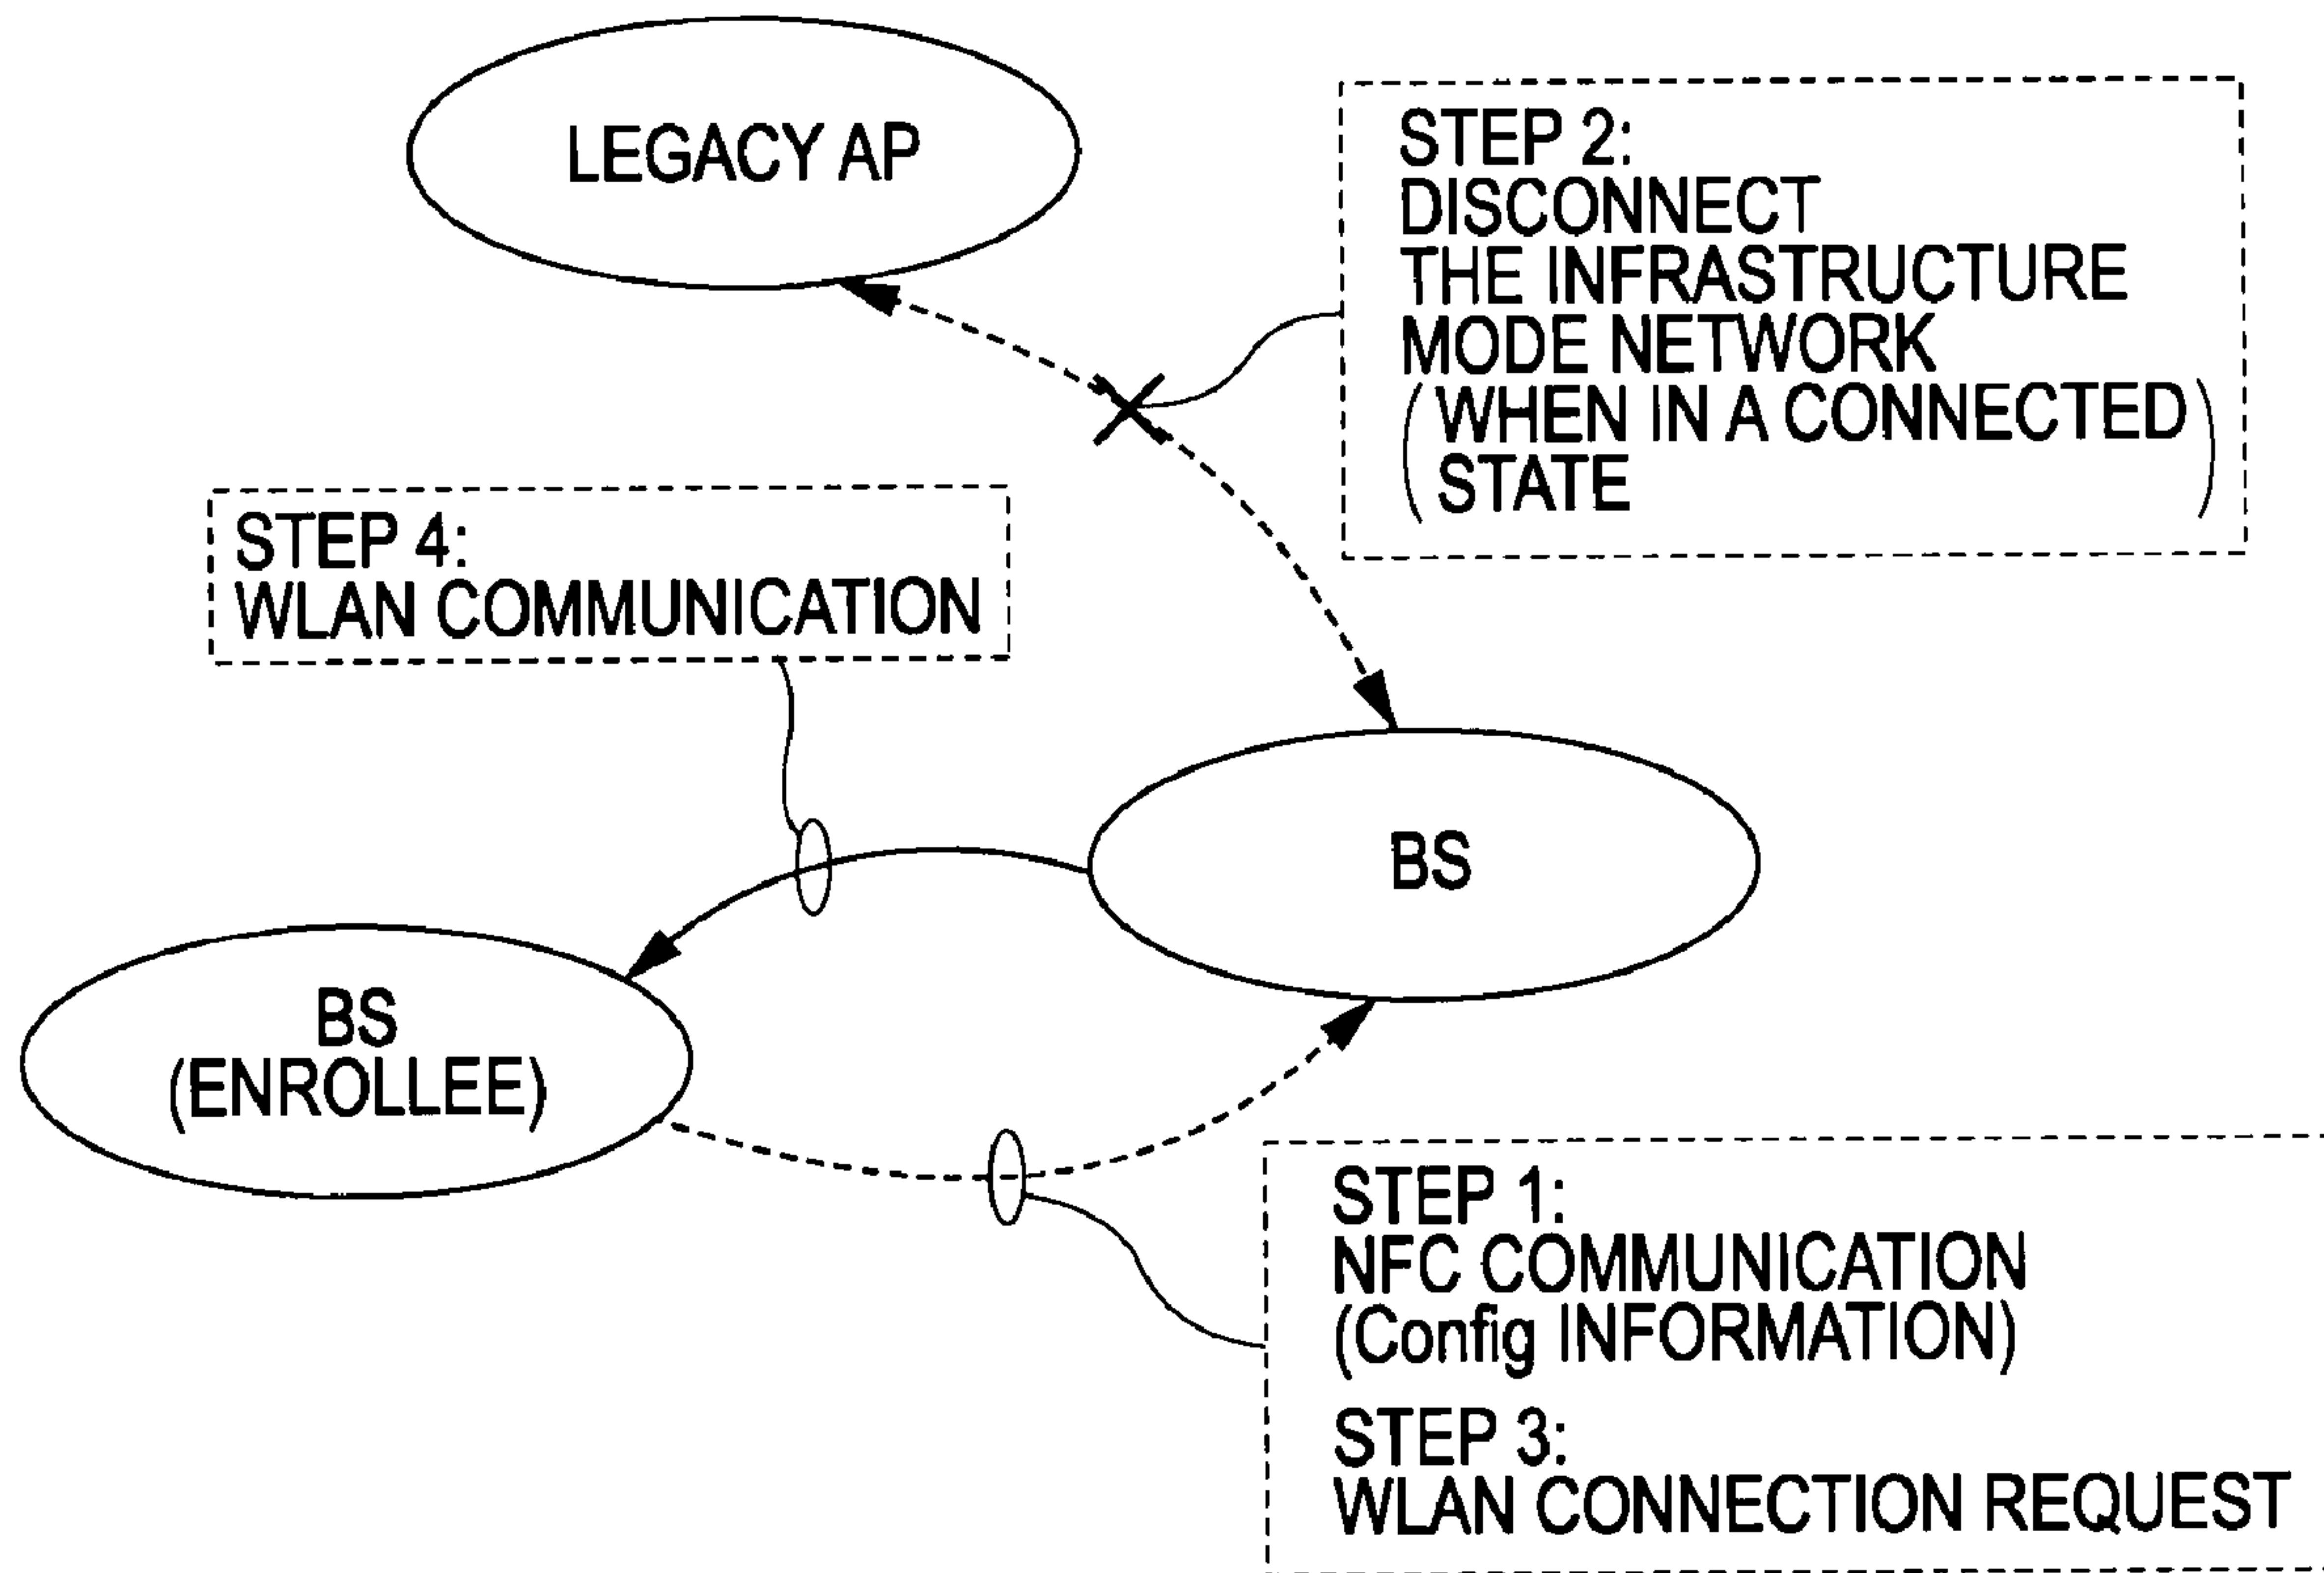 LEGACY AP
STEP 2:
DISCONNECT
THE INFRASTRUCTURE
MODE NETWORK
(WHEN IN A CONNECTED
STATE)
STEP 4:
WLAN COMMUNICATION
BS
BS
(ENROLLEE)
STEP 1:
NFC COMMUNICATION
(Config INFORMATION)
STEP 3:
WLAN CONNECTION REQUEST